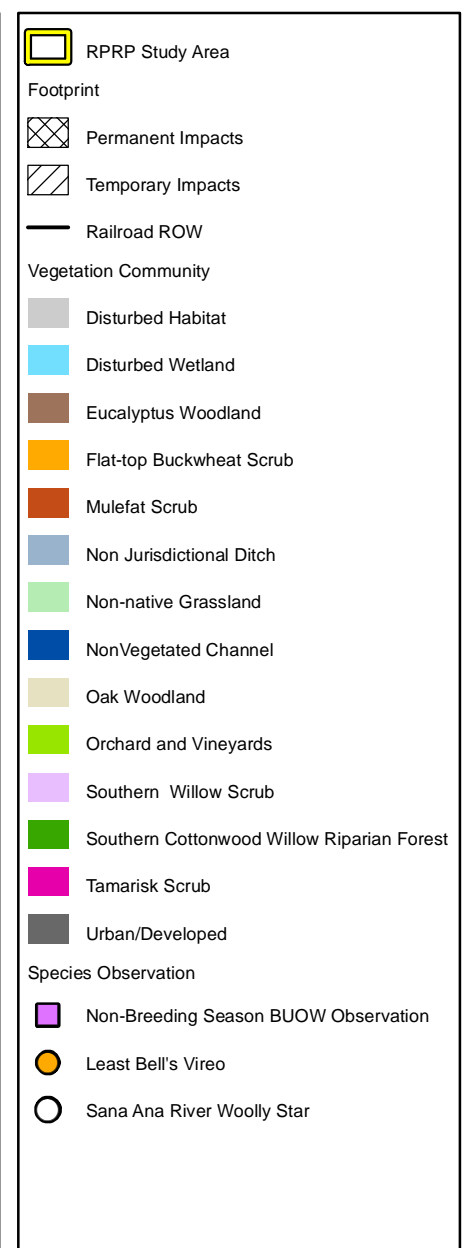 RPRP Study Area
Footprint
Permanent Impacts
Temporary Impacts
Railroad ROW
Vegetation Community
Disturbed Habitat
Disturbed Wetland
Eucalyptus Woodland
Flat-top Buckwheat Scrub
Mulefat Scrub
Non Jurisdictional Ditch
Non-native Grassland
NonVegetated Channel
Oak Woodland
Orchard and Vineyards
Southern  Willow Scrub
Southern Cottonwood Willow Riparian Forest
Tamarisk Scrub
Urban/Developed
Species Observation
Non-Breeding Season BUOW Observation
Least Bell's Vireo
Sana Ana River Woolly Star